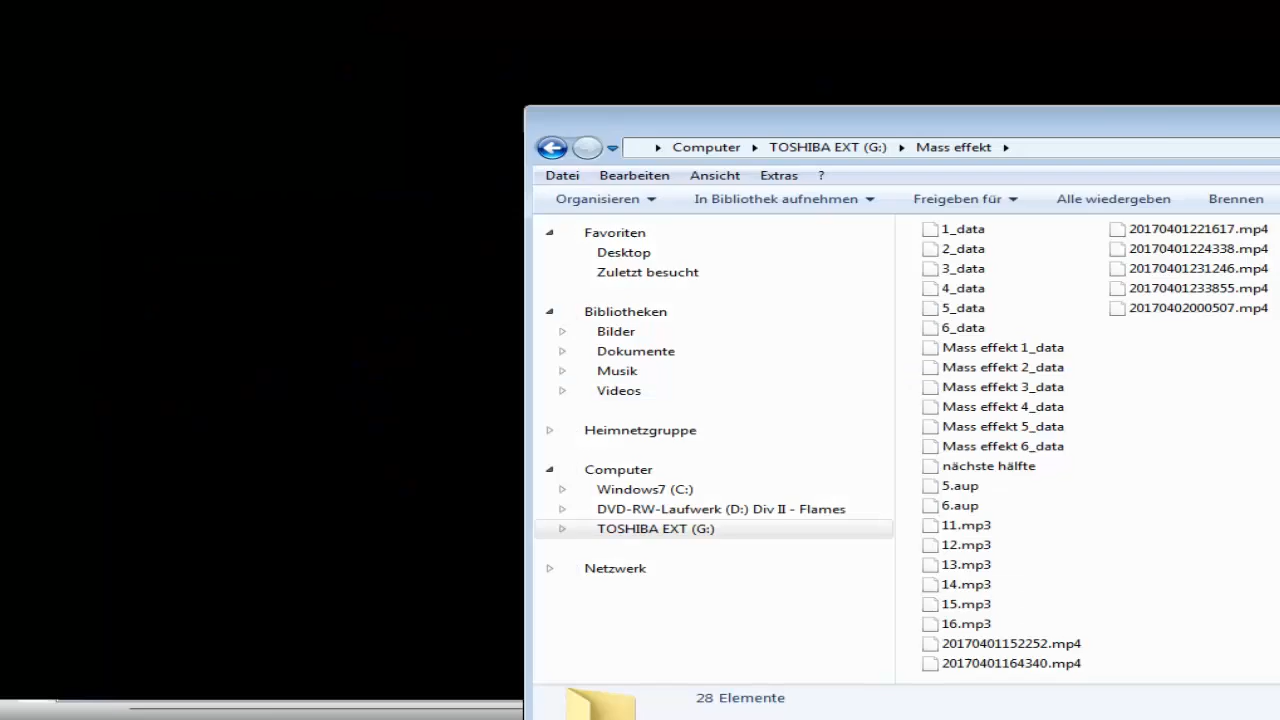 Computer ▸ TOSHIBA EXT (G:) ▸ Mass effekt ▸
Datei Bearbeiten Ansicht Extras ?
Organisieren In Bibliothek aufnehmen Freigeben für Alle wiedergeben Brennen
Favoriten
Desktop
Zuletzt besucht
Bibliotheken
Bilder
Dokumente
Musik
Videos
Heimnetzgruppe
Computer
Windows7 (C:)
DVD-RW-Laufwerk (D:) Div II - Flames
TOSHIBA EXT (G:)
Netzwerk
1_data
2_data
3_data
4_data
5_data
6_data
Mass effekt 1_data
Mass effekt 2_data
Mass effekt 3_data
Mass effekt 4_data
Mass effekt 5_data
Mass effekt 6_data
nächste hälfte
5.aup
6.aup
11.mp3
12.mp3
13.mp3
14.mp3
15.mp3
16.mp3
20170401152252.mp4
20170401164340.mp4
20170401221617.mp4
20170401224338.mp4
20170401231246.mp4
20170401233855.mp4
20170402000507.mp4
28 Elemente